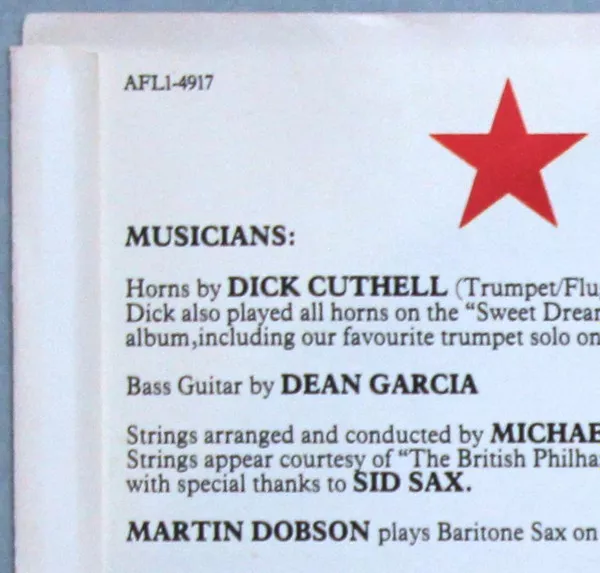 AFL1-4917
MUSICIANS:
Horns by DICK CUTHELL (Trumpet/Flu
Dick also played all horns on the "Sweet Drea
album,including our favourite trumpet solo on
Bass Guitar by DEAN GARCIA
Strings arranged and conducted by MICHAE
Strings appear courtesy of "The British Philha
with special thanks to SID SAX.
MARTIN DOBSON plays Baritone Sax on